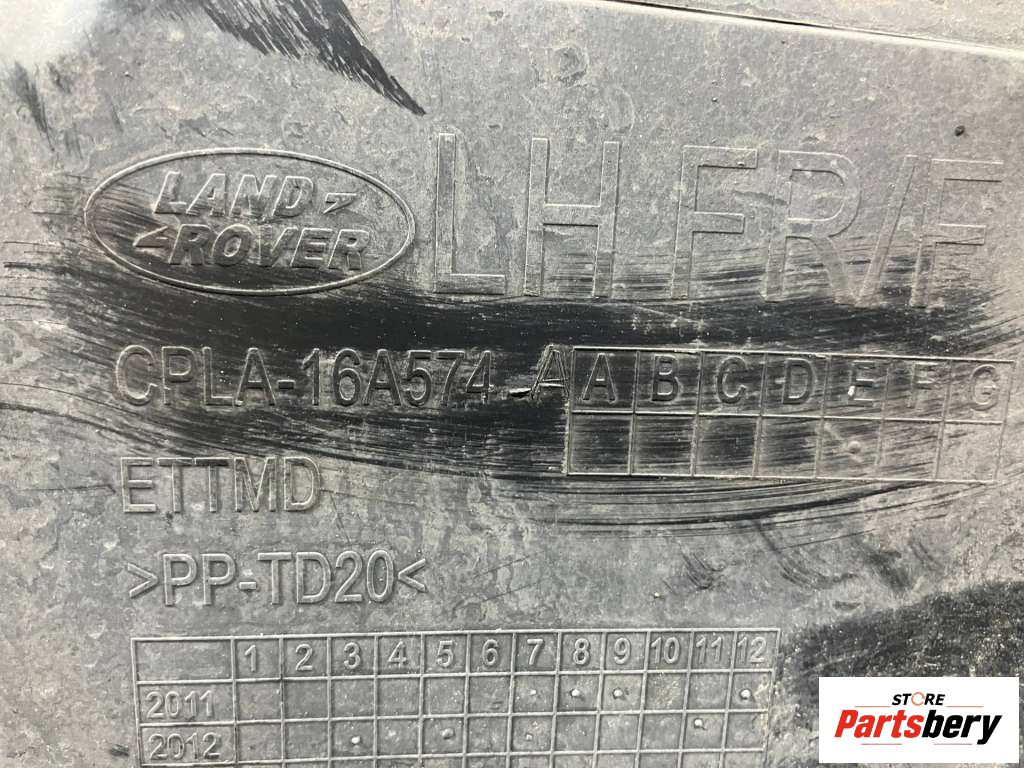 LAND
ROVER
LH FR/F
CPLA-16A574-A
A B C D E F G
ETTMD
>PP-TD20<
1 2 3 4 5 6 7 8 9 10 11 12
2011
2012
STORE
Partsbery